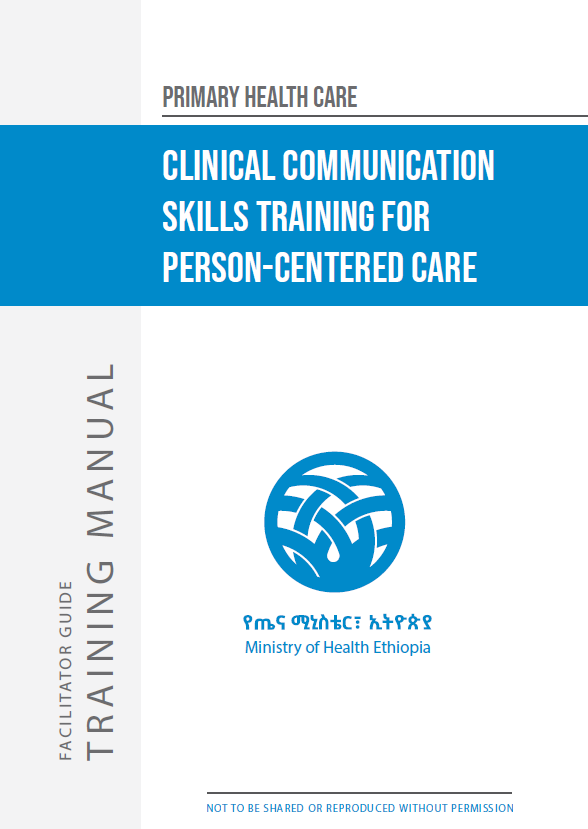 PRIMARY HEALTH CARE
CLINICAL COMMUNICATION
SKILLS TRAINING FOR
PERSON-CENTERED CARE
FACILITATOR GUIDE
TRAINING MANUAL
የጤና ሚኒስቴር፣ ኢትዮጵያ
Ministry of Health Ethiopia
NOT TO BE SHARED OR REPRODUCED WITHOUT PERMISSION